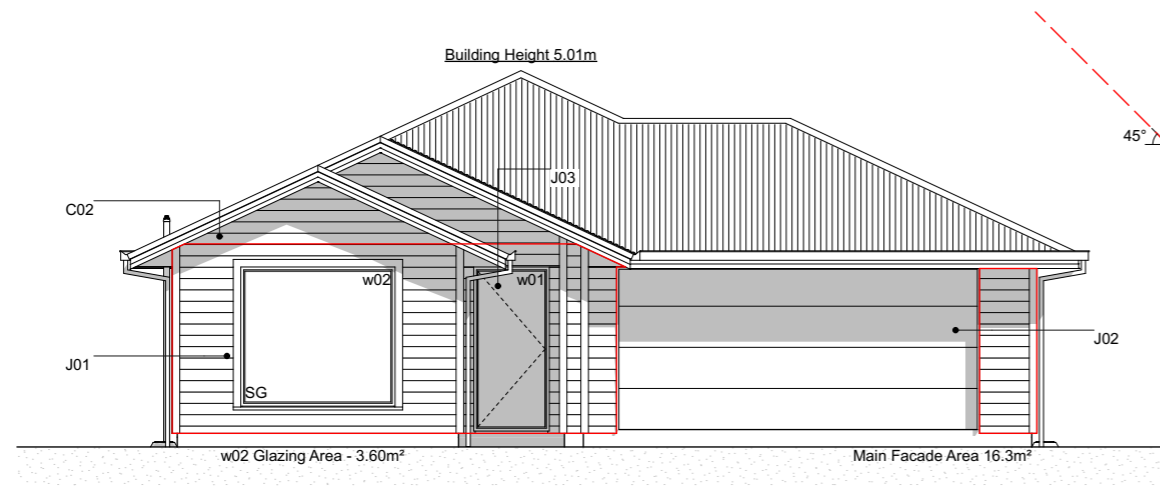 Building Height 5.01m
45°
J03
C02
w02
w01
J02
J01
SG
w02 Glazing Area - 3.60m²
Main Facade Area 16.3m²